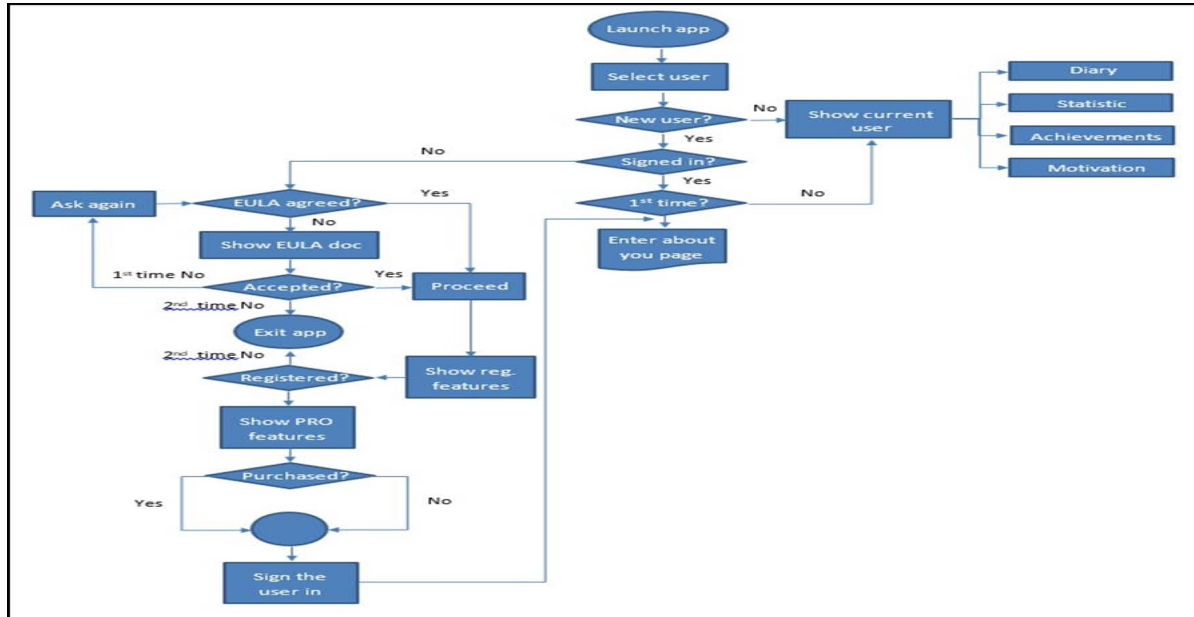 Launch app
Select user
New user?
No
Show current
user
Diary
Statistic
Achievements
Motivation
Yes
Signed in?
No
Yes
1st time?
No
Enter about
you page
Ask again
EULA agreed?
Yes
No
Show EULA doc
1st time No
Accepted?
Yes
Proceed
2nd time No
Exit app
2nd time No
Registered?
Show reg.
features
Show PRO
features
Purchased?
Yes
No
Sign the
user in